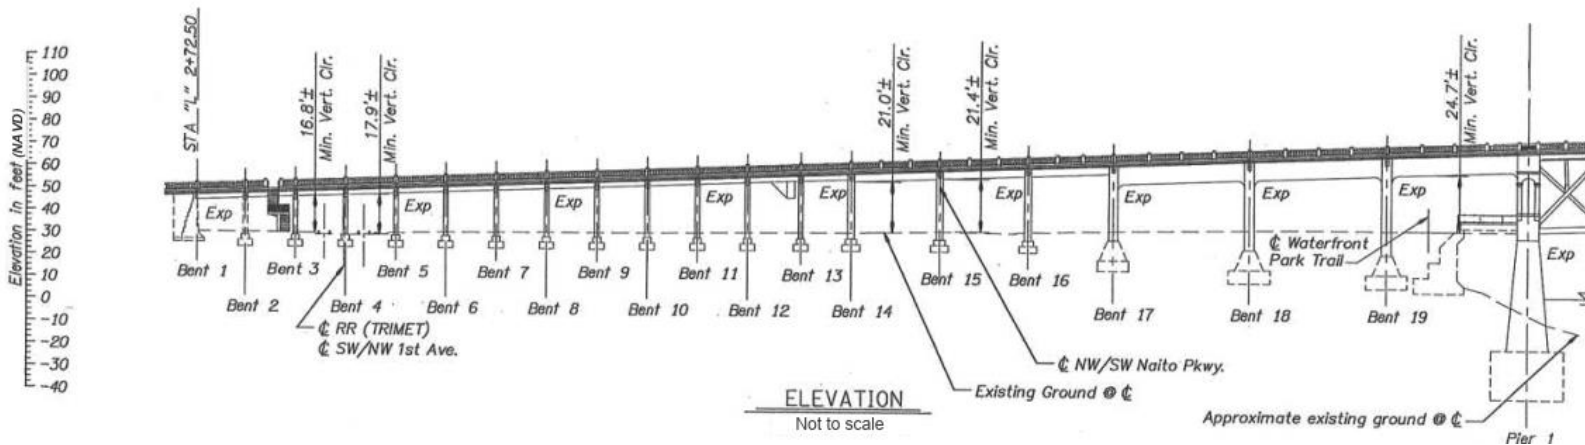 STA "L" 2+72.50
16.8'±
Min. Vert. Clr.
17.9'±
Min. Vert. Clr.
21.0'±
Min. Vert. Clr.
21.4'±
Min. Vert. Clr.
24.7'±
Min. Vert. Clr.
Elevation in feet (NAVD)
110
100
90
80
70
60
50
40
30
20
10
0
-10
-20
-30
-40
Exp
Exp
Exp
Exp
Exp
Exp
Exp
Exp
Exp
Exp
Exp
Bent 1
Bent 2
Bent 3
Bent 4
Bent 5
Bent 6
Bent 7
Bent 8
Bent 9
Bent 10
Bent 11
Bent 12
Bent 13
Bent 14
Bent 15
Bent 16
Bent 17
Bent 18
Bent 19
Pier 1
℄ Waterfront
Park Trail
℄ RR (TRIMET)
℄ SW/NW 1st Ave.
℄ NW/SW Naito Pkwy.
Existing Ground @ ℄
Approximate existing ground @ ℄
ELEVATION
Not to scale